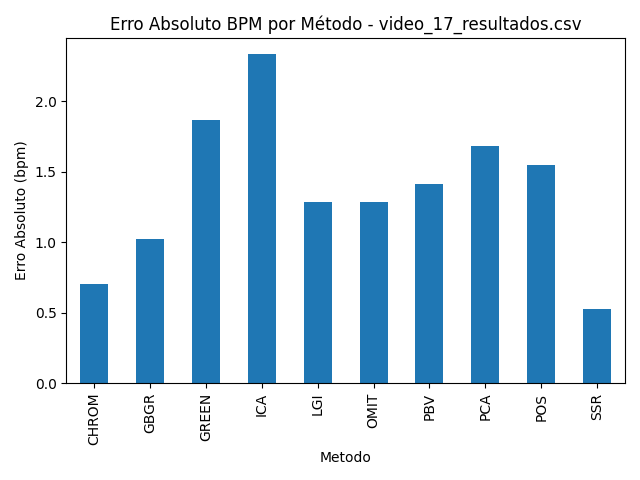 Erro Absoluto BPM por Método - video_17_resultados.csv
Erro Absoluto (bpm)
2.0
1.5
1.0
0.5
0.0
CHROM
GBGR
GREEN
ICA
LGI
OMIT
PBV
PCA
POS
SSR
Metodo